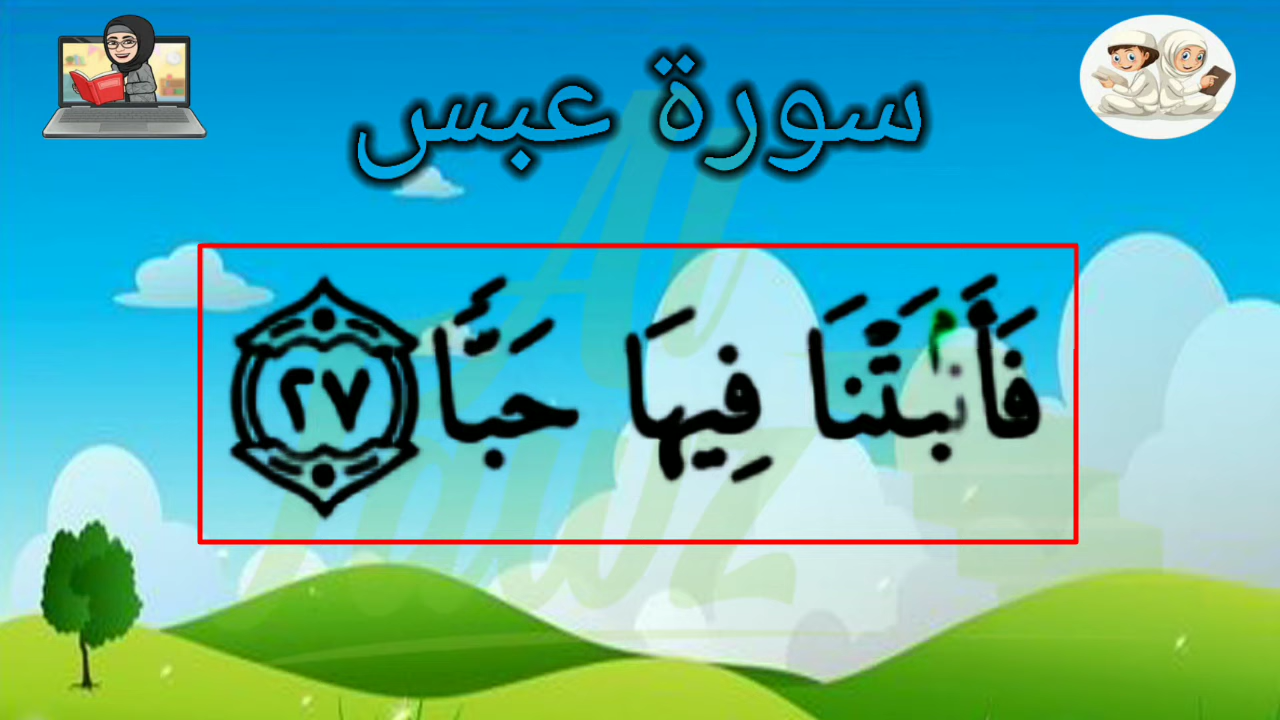 سورة عبس
فَأَنۢبَتْنَا فِيهَا حَبًّا ٢٧